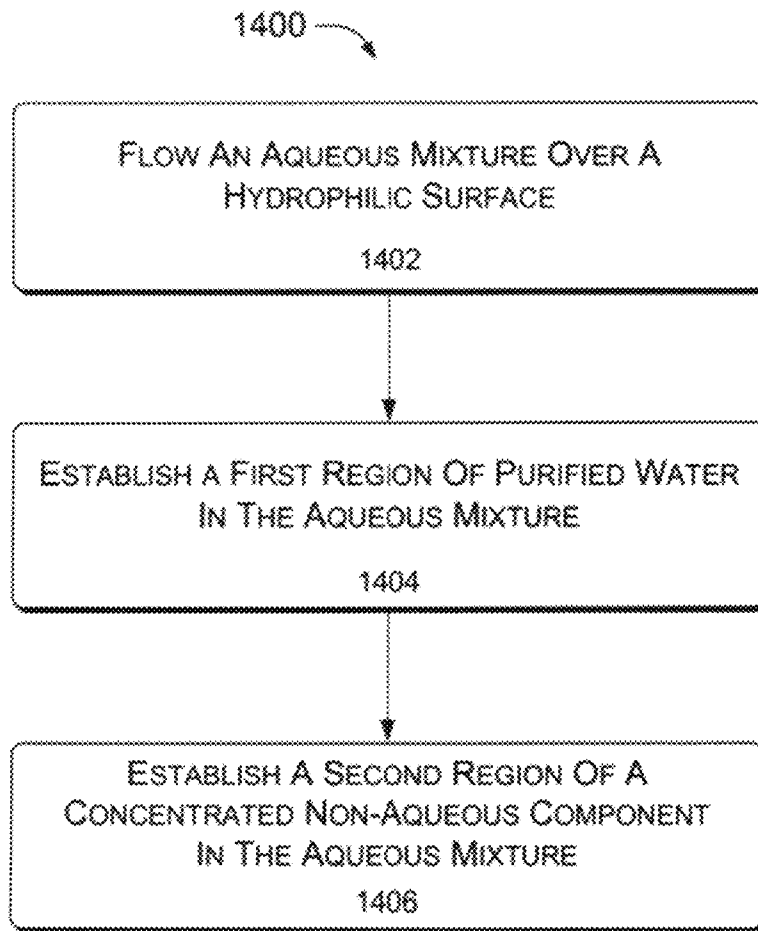 1400
FLOW AN AQUEOUS MIXTURE OVER A
HYDROPHILIC SURFACE
1402
ESTABLISH A FIRST REGION OF PURIFIED WATER
IN THE AQUEOUS MIXTURE
1404
ESTABLISH A SECOND REGION OF A
CONCENTRATED NON-AQUEOUS COMPONENT
IN THE AQUEOUS MIXTURE
1406